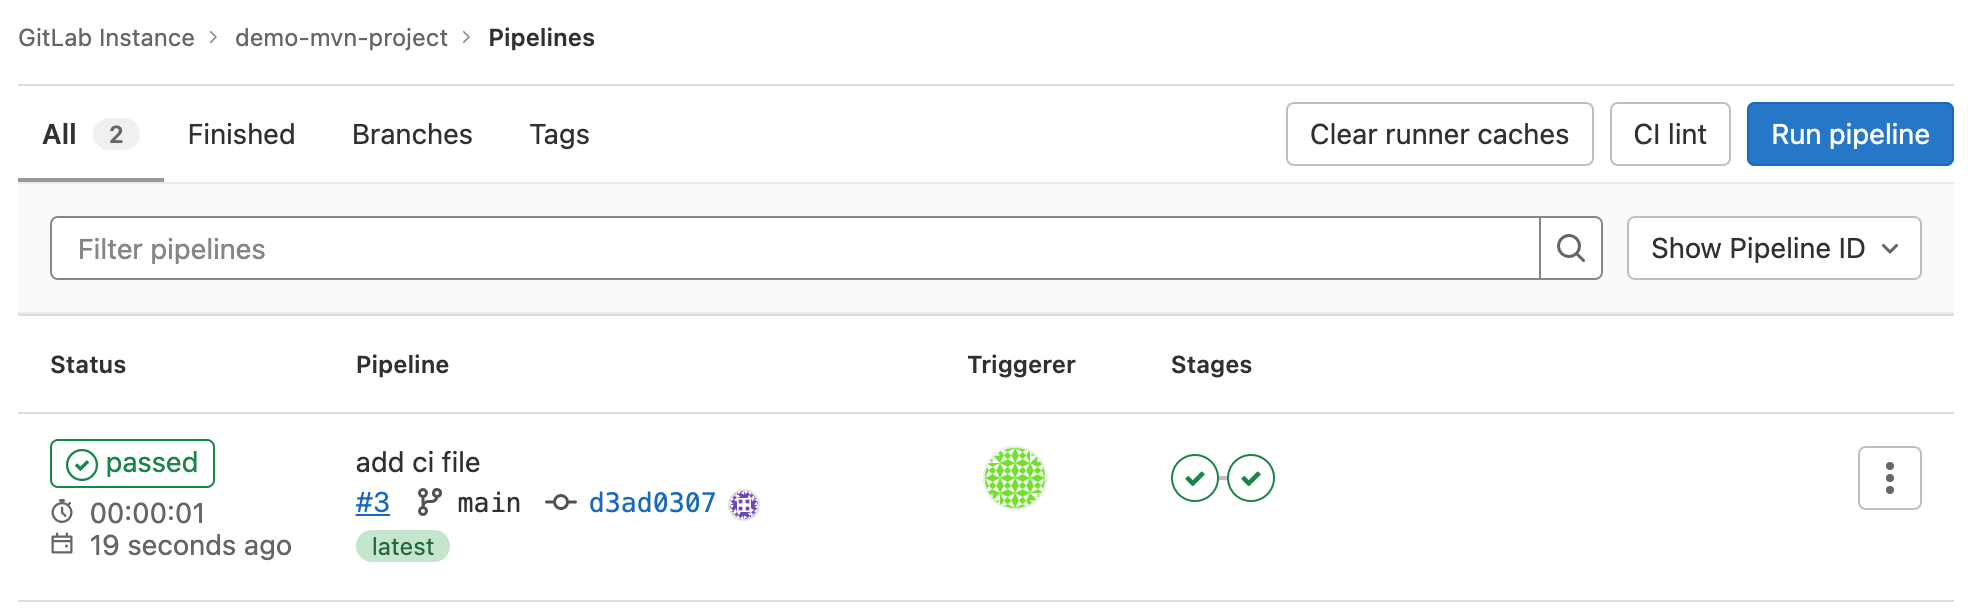 GitLab Instance > demo-mvn-project > Pipelines
All 2 Finished Branches Tags Clear runner caches CI lint Run pipeline
Filter pipelines Show Pipeline ID
Status Pipeline Triggerer Stages
passed add ci file
#3 main d3ad0307
00:00:01
latest
19 seconds ago